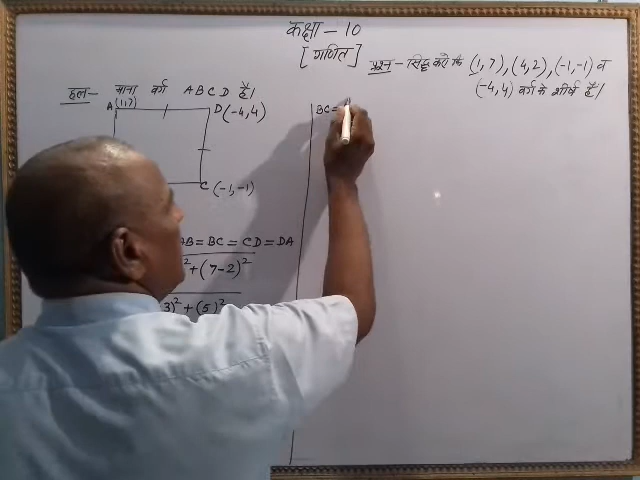 कक्षा - 10
[गणित]
प्रश्न - सिद्ध करो कि (1, 7), (4, 2), (-1, -1) व
(-4, 4) वर्ग के शीर्ष हैं।
हल - माना वर्ग A B C D है।
A (1,7)
D (-4, 4)
C (-1, -1)
AB = BC = CD = DA
² + (7-2)²
3)² + (5)²
BC =